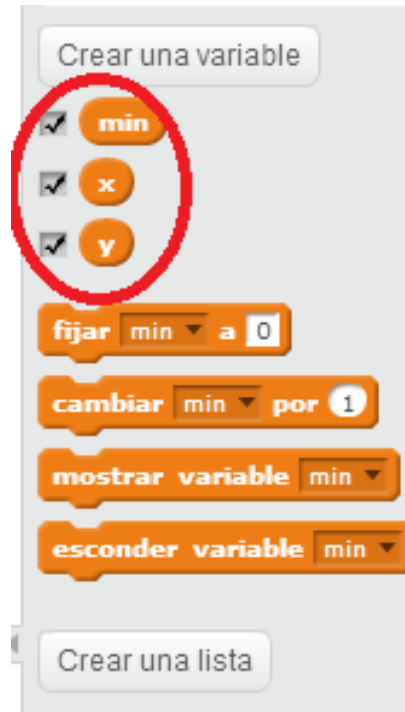 Crear una variable
min
x
y
fijar min a 0
cambiar min por 1
mostrar variable min
esconder variable min
Crear una lista